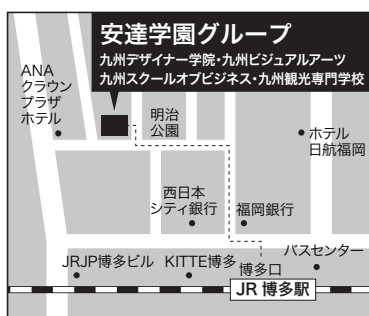 安達学園グループ
九州デザイナー学院・九州ビジュアルアーツ
九州スクールオブビジネス・九州観光専門学校
ANA
クラウン
プラザ
ホテル
明治
公園
ホテル
日航福岡
西日本
シティ銀行
福岡銀行
JRJP博多ビル
KITTE博多
博多口
バスセンター
JR 博多駅